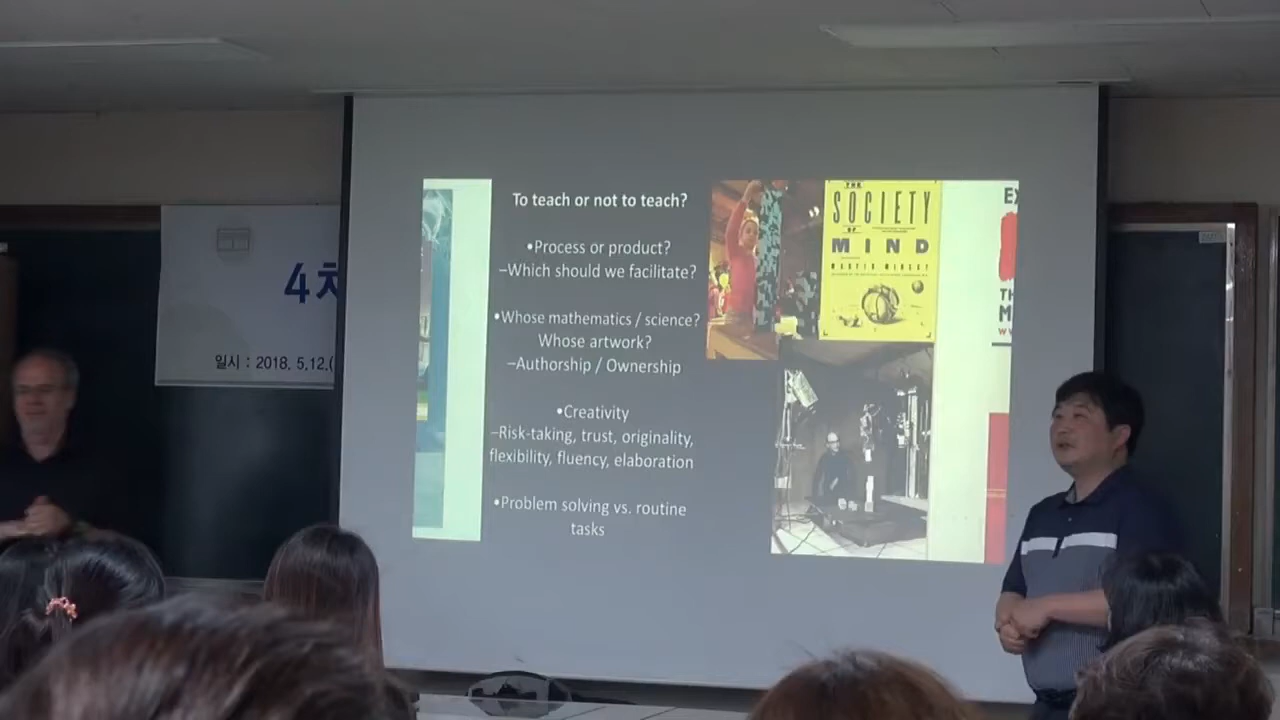 4차
일시 : 2018. 5.12.(
To teach or not to teach?
•Process or product?
–Which should we facilitate?
•Whose mathematics / science?
Whose artwork?
–Authorship / Ownership
•Creativity
–Risk-taking, trust, originality,
flexibility, fluency, elaboration
•Problem solving vs. routine
tasks
THE
SOCIETY
OF
MIND
MARVIN MINSKY
EX
TH
M